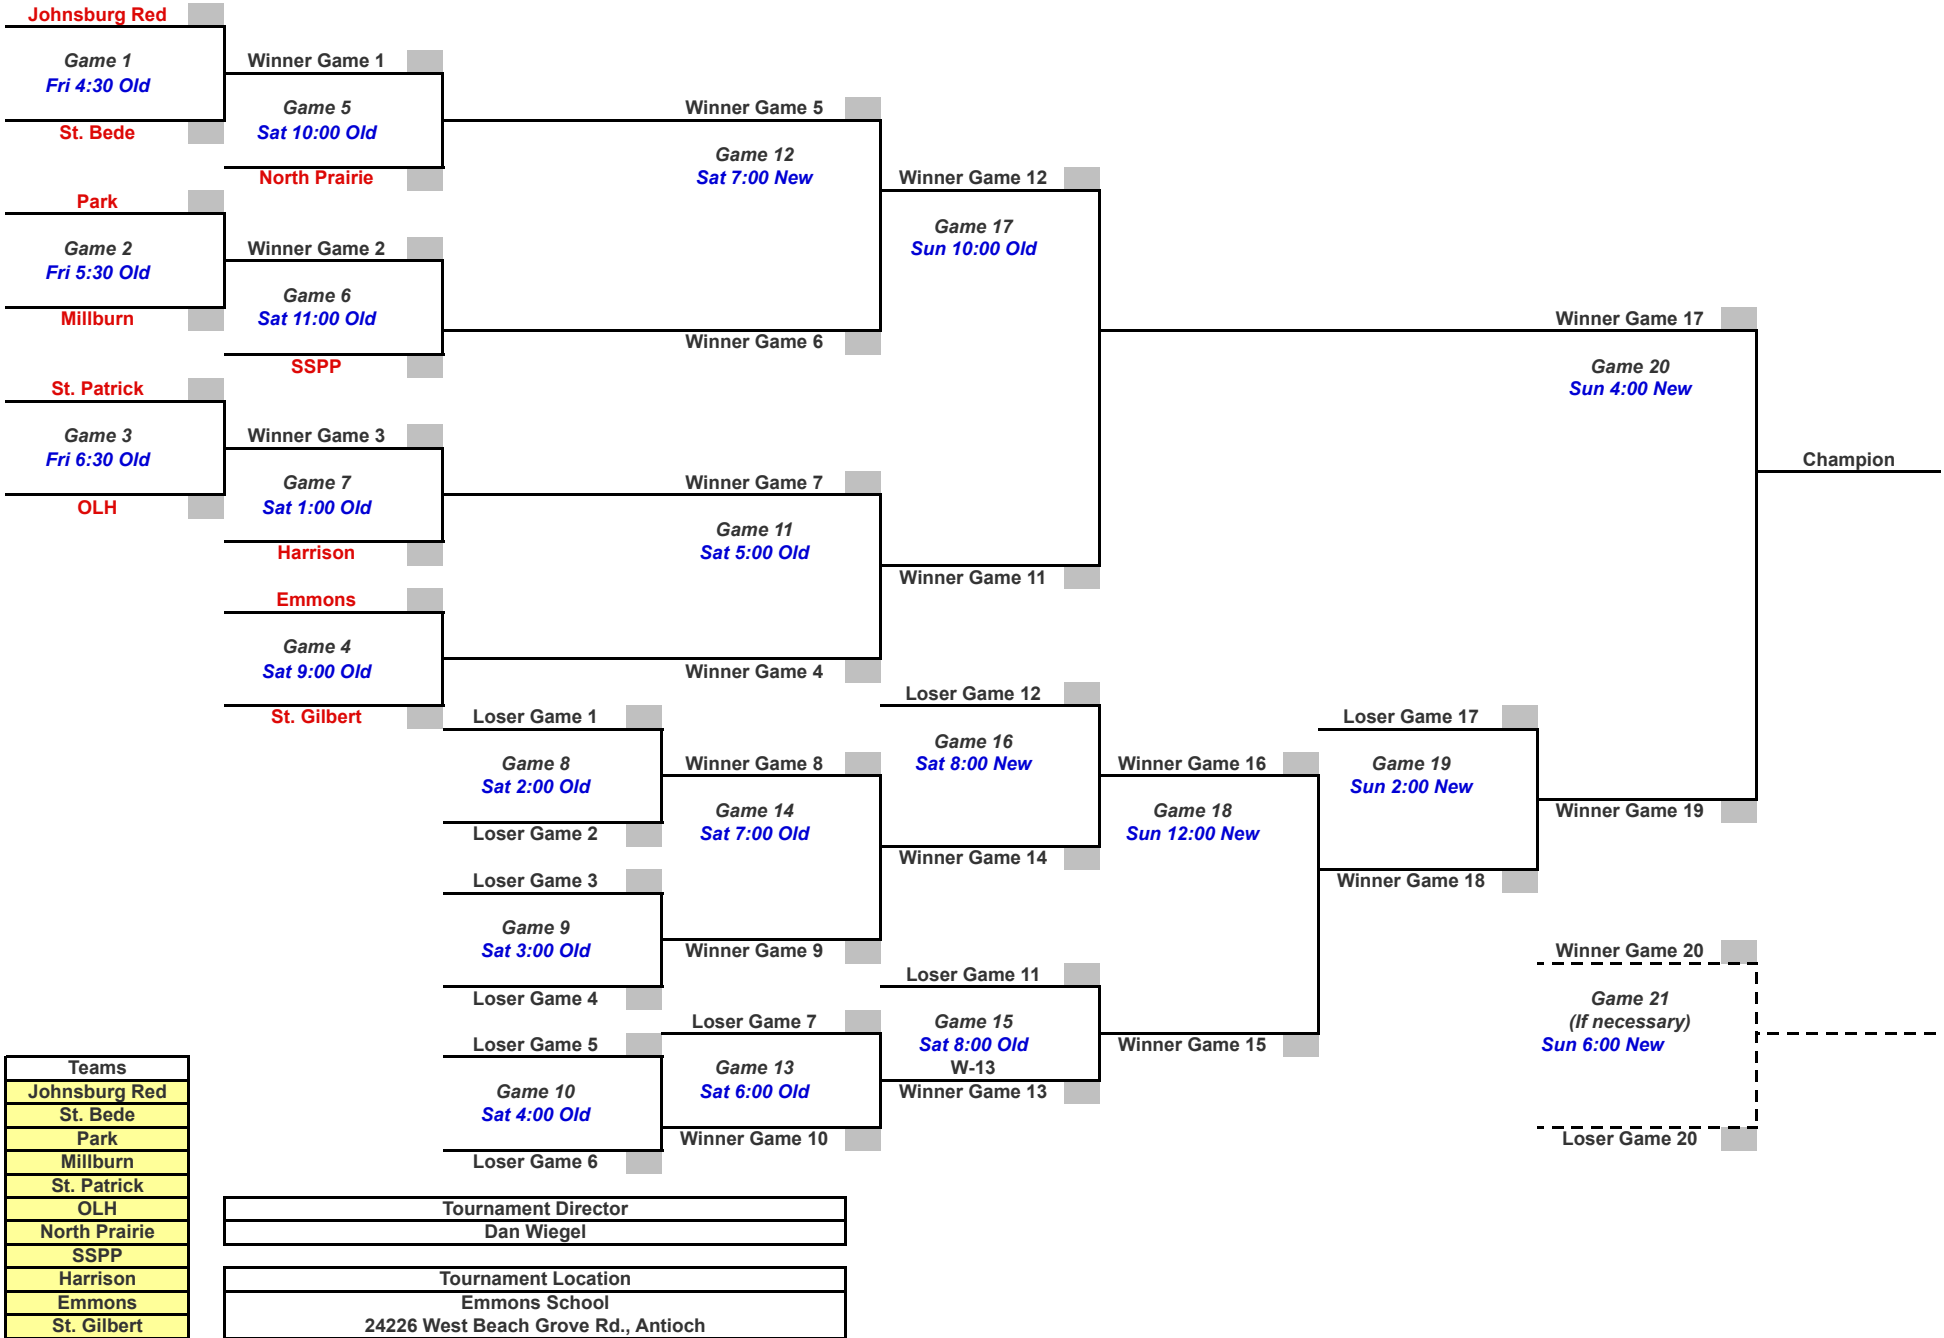 Johnsburg Red
Game 1
Fri 4:30 Old
St. Bede
Winner Game 1
Game 5
Sat 10:00 Old
North Prairie
Park
Game 2
Fri 5:30 Old
Millburn
Winner Game 2
Game 6
Sat 11:00 Old
SSPP
St. Patrick
Game 3
Fri 6:30 Old
OLH
Winner Game 3
Game 7
Sat 1:00 Old
Harrison
Emmons
Game 4
Sat 9:00 Old
St. Gilbert
Winner Game 5
Game 12
Sat 7:00 New
Winner Game 6
Winner Game 7
Game 11
Sat 5:00 Old
Winner Game 4
Winner Game 12
Game 17
Sun 10:00 Old
Winner Game 11
Winner Game 17
Game 20
Sun 4:00 New
Winner Game 19
Champion
Loser Game 1
Game 8
Sat 2:00 Old
Loser Game 2
Loser Game 3
Game 9
Sat 3:00 Old
Loser Game 4
Loser Game 5
Game 10
Sat 4:00 Old
Loser Game 6
Winner Game 8
Game 14
Sat 7:00 Old
Winner Game 9
Loser Game 7
Game 13
Sat 6:00 Old
Winner Game 10
Loser Game 12
Game 16
Sat 8:00 New
Winner Game 14
Loser Game 11
Game 15
Sat 8:00 Old
W-13
Winner Game 13
Winner Game 16
Game 18
Sun 12:00 New
Winner Game 15
Loser Game 17
Game 19
Sun 2:00 New
Winner Game 18
Winner Game 20
Game 21
(If necessary)
Sun 6:00 New
Loser Game 20
Teams
Johnsburg Red
St. Bede
Park
Millburn
St. Patrick
OLH
North Prairie
SSPP
Harrison
Emmons
St. Gilbert
Tournament Director
Dan Wiegel
Tournament Location
Emmons School
24226 West Beach Grove Rd., Antioch